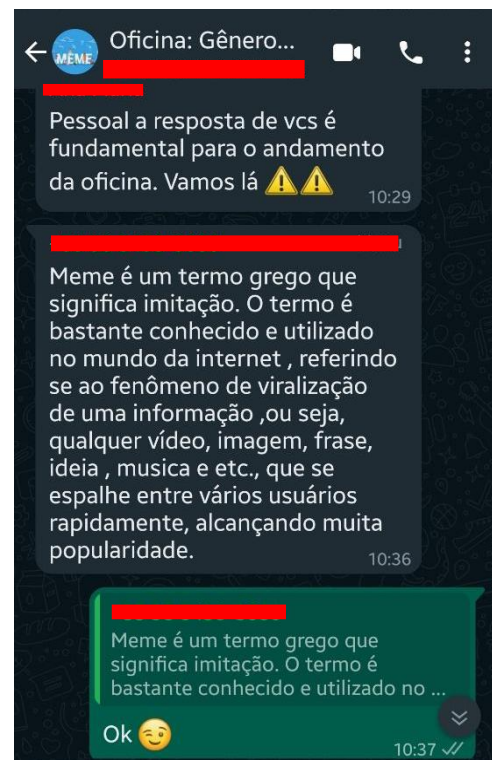 Oficina: Gênero...
MEME
Pessoal a resposta de vcs é
fundamental para o andamento
da oficina. Vamos lá ⚠️⚠️
10:29
Meme é um termo grego que
significa imitação. O termo é
bastante conhecido e utilizado
no mundo da internet , referindo
se ao fenômeno de viralização
de uma informação ,ou seja,
qualquer vídeo, imagem, frase,
ideia , musica e etc., que se
espalhe entre vários usuários
rapidamente, alcançando muita
popularidade.
10:36
Meme é um termo grego que
significa imitação. O termo é
bastante conhecido e utilizado no ...
Ok 😉
10:37